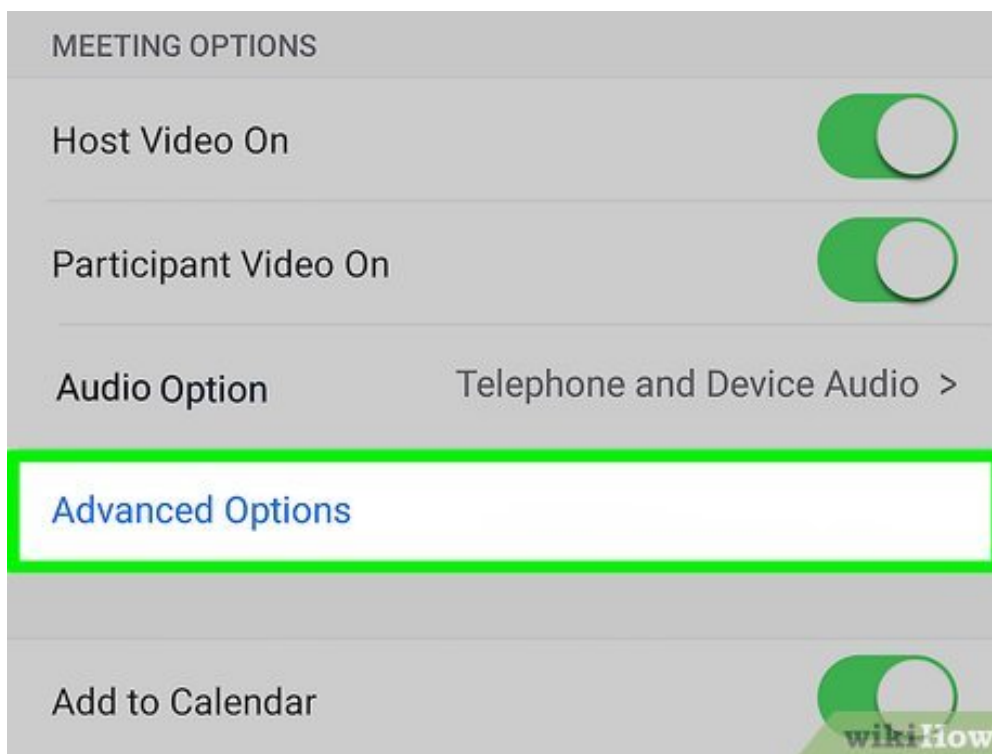 MEETING OPTIONS
Host Video On
Participant Video On
Audio Option Telephone and Device Audio >
Advanced Options
Add to Calendar
wikiHow